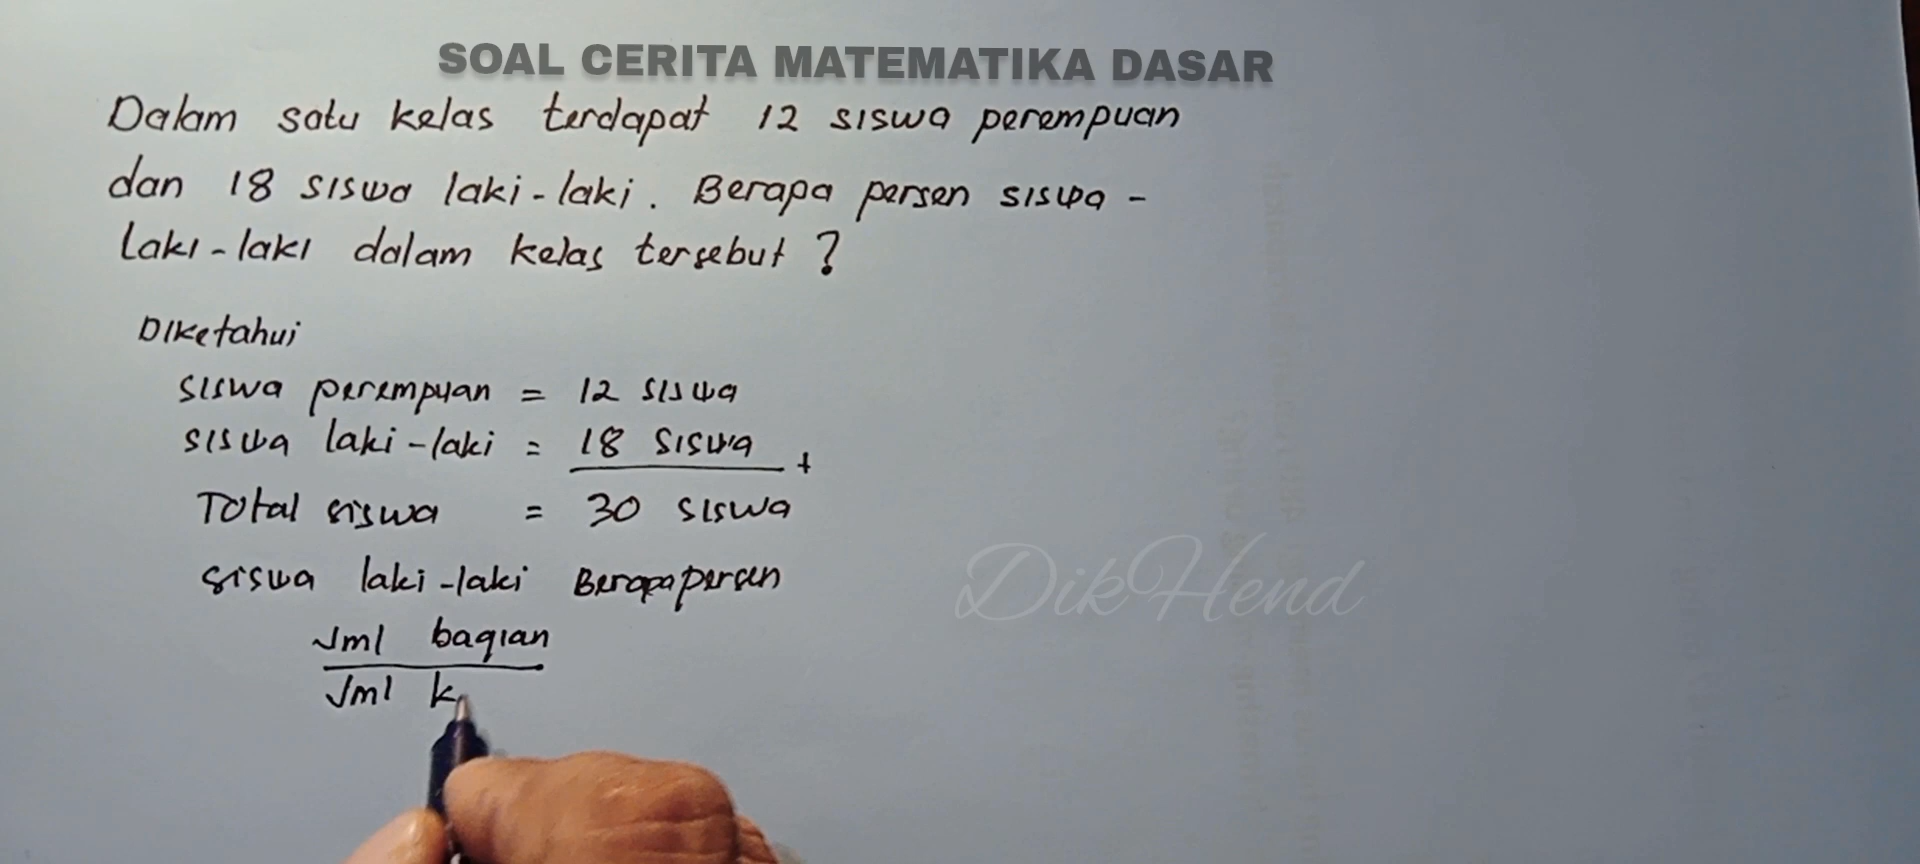 SOAL CERITA MATEMATIKA DASAR
Dalam satu kelas terdapat 12 siswa perempuan
dan 18 siswa laki-laki. Berapa persen siswa -
laki-laki dalam kelas tersebut ?
Diketahui
siswa perempuan = 12 siswa
siswa laki-laki = 18 siswa +
Total siswa = 30 siswa
siswa laki-laki Berapa persen
Jml bagian
Jml k
DikHend